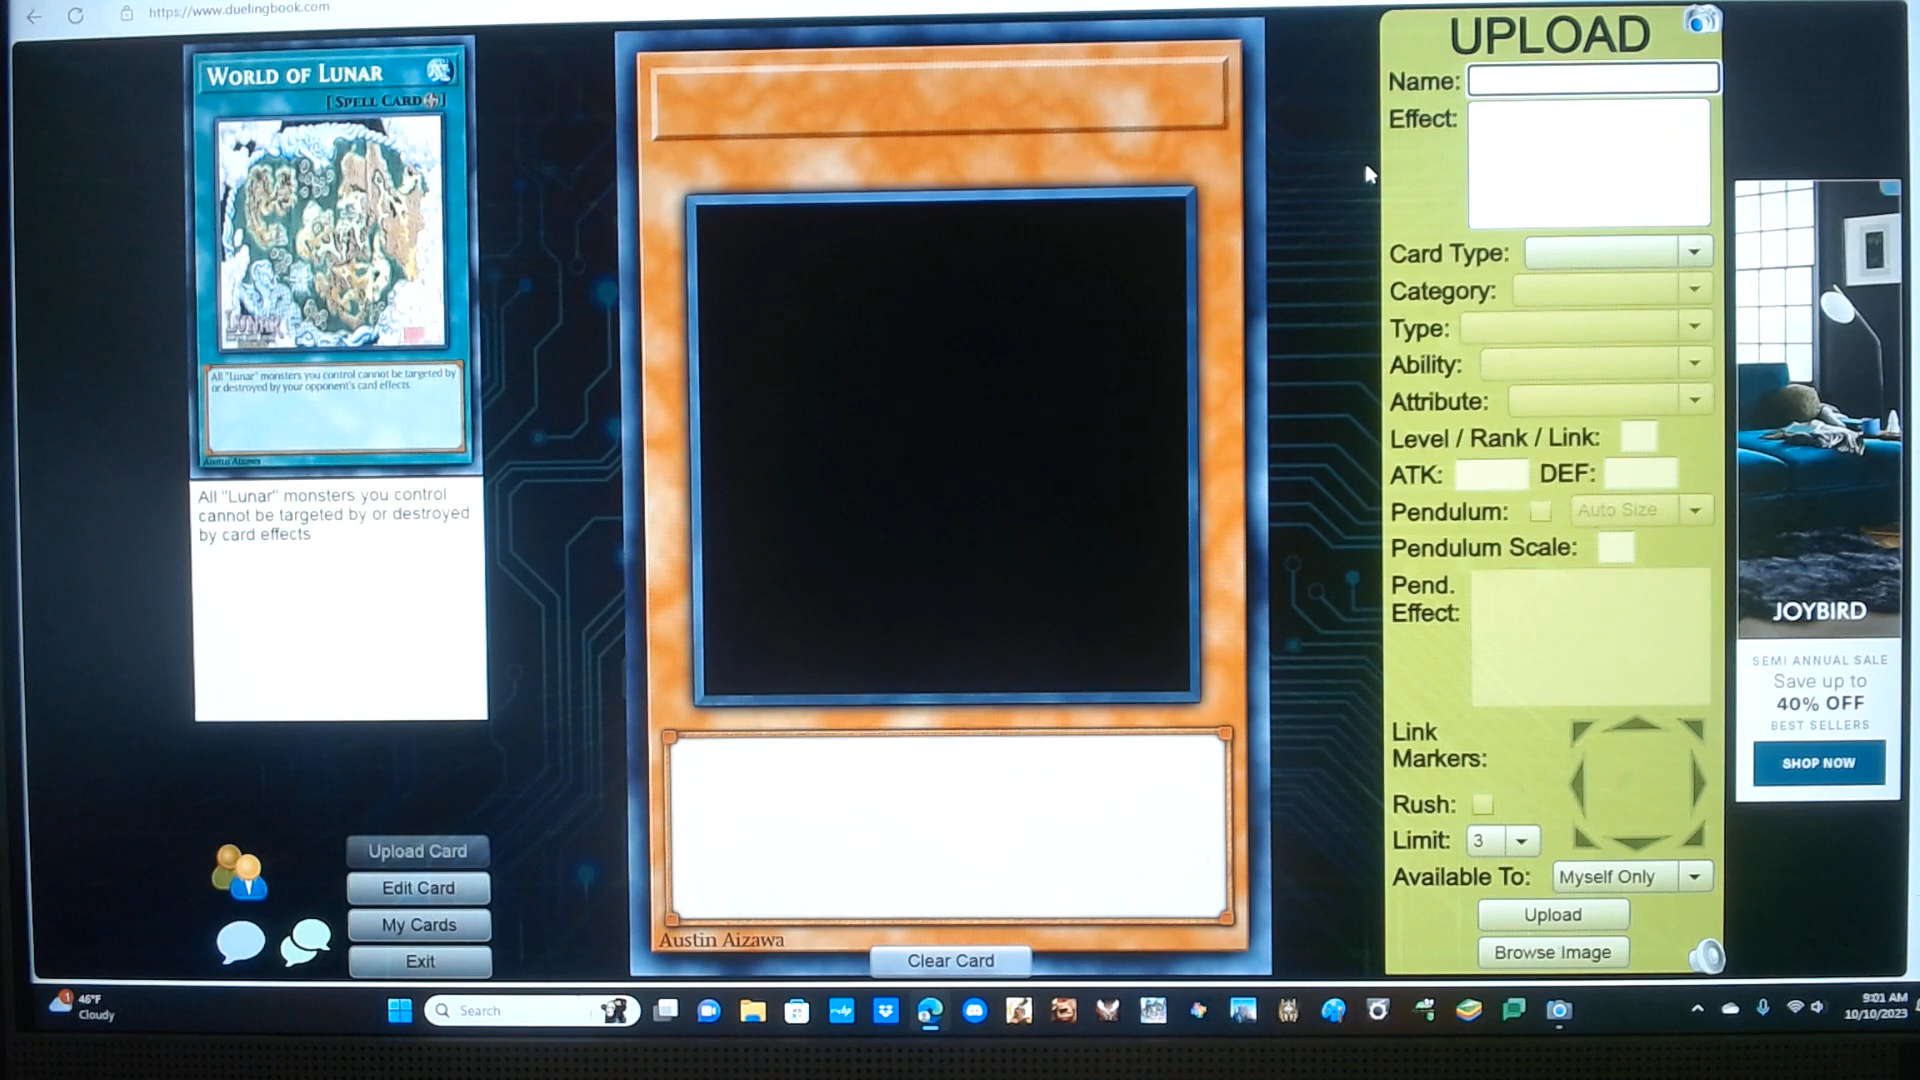 https://www.duelingbook.com
WORLD OF LUNAR
[ SPELL CARD ]
LUNAR
All "Lunar" monsters you control cannot be targeted by
or destroyed by your opponent's card effects.
Austin Aizawa
All "Lunar" monsters you control
cannot be targeted by or destroyed
by card effects
Upload Card
Edit Card
My Cards
Exit
Austin Aizawa
Clear Card
UPLOAD
Name:
Effect:
Card Type:
Category:
Type:
Ability:
Attribute:
Level / Rank / Link:
ATK: DEF:
Pendulum: Auto Size
Pendulum Scale:
Pend.
Effect:
Link
Markers:
Rush:
Limit: 3
Available To: Myself Only
Upload
Browse Image
JOYBIRD
SEMI ANNUAL SALE
Save up to
40% OFF
BEST SELLERS
SHOP NOW
1
46°F
Cloudy
Search
9:01 AM
10/10/2023